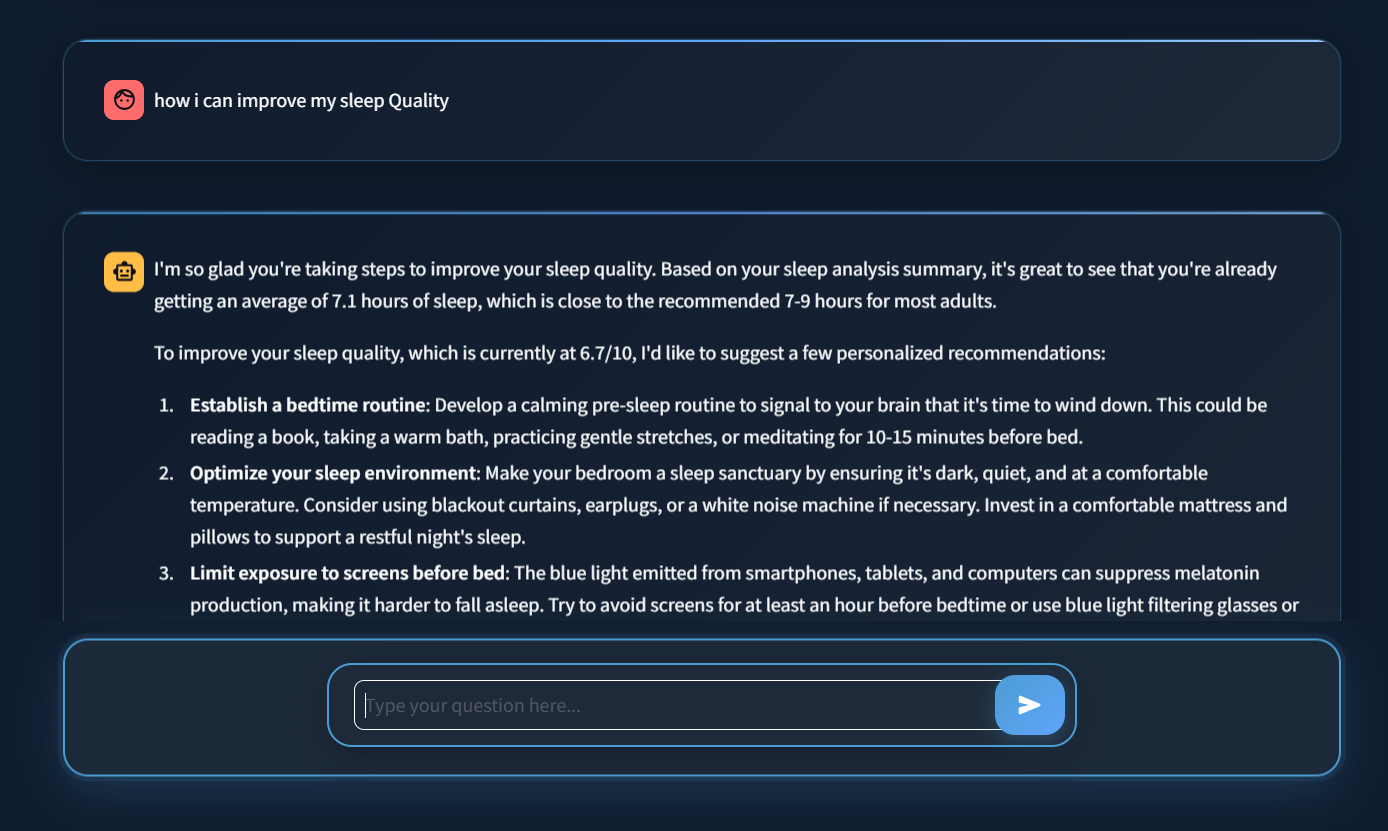 how i can improve my sleep Quality
I'm so glad you're taking steps to improve your sleep quality. Based on your sleep analysis summary, it's great to see that you're already
getting an average of 7.1 hours of sleep, which is close to the recommended 7-9 hours for most adults.
To improve your sleep quality, which is currently at 6.7/10, I'd like to suggest a few personalized recommendations:
1. Establish a bedtime routine: Develop a calming pre-sleep routine to signal to your brain that it's time to wind down. This could be
reading a book, taking a warm bath, practicing gentle stretches, or meditating for 10-15 minutes before bed.
2. Optimize your sleep environment: Make your bedroom a sleep sanctuary by ensuring it's dark, quiet, and at a comfortable
temperature. Consider using blackout curtains, earplugs, or a white noise machine if necessary. Invest in a comfortable mattress and
pillows to support a restful night's sleep.
3. Limit exposure to screens before bed: The blue light emitted from smartphones, tablets, and computers can suppress melatonin
production, making it harder to fall asleep. Try to avoid screens for at least an hour before bedtime or use blue light filtering glasses or
Type your question here...